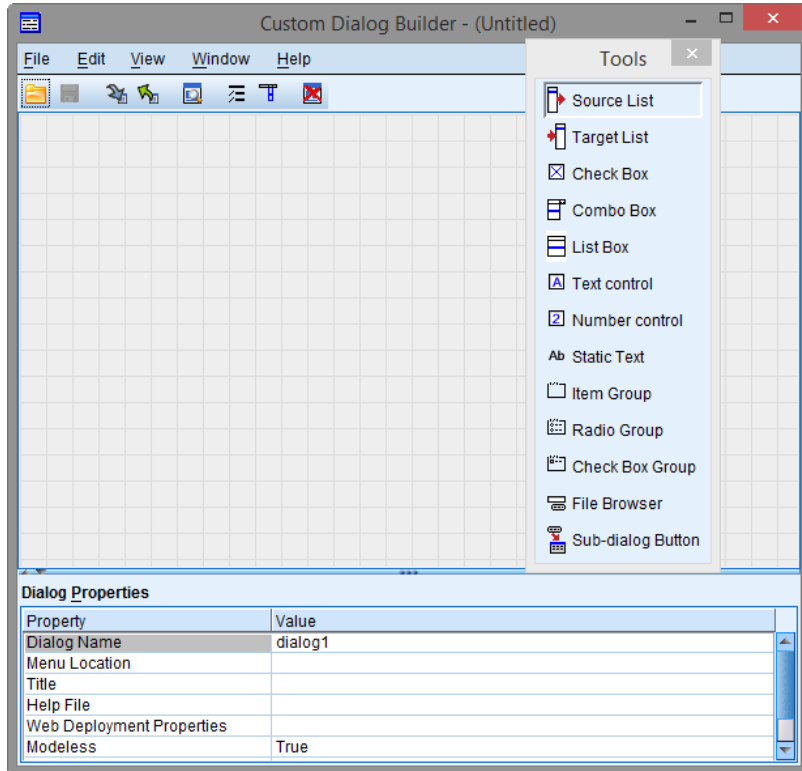 Custom Dialog Builder - (Untitled)
File Edit View Window Help
Tools
Source List
Target List
Check Box
Combo Box
List Box
A Text control
2 Number control
Ab Static Text
Item Group
Radio Group
Check Box Group
File Browser
Sub-dialog Button
Dialog Properties
Property Value
Dialog Name dialog1
Menu Location
Title
Help File
Web Deployment Properties
Modeless True